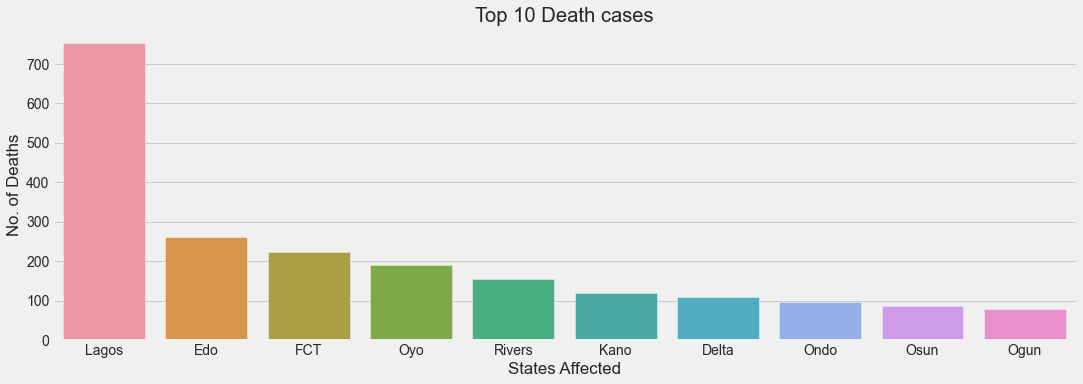 Top 10 Death cases
No. of Deaths
700
600
500
400
300
200
100
0
Lagos Edo FCT Oyo Rivers Kano Delta Ondo Osun Ogun
States Affected